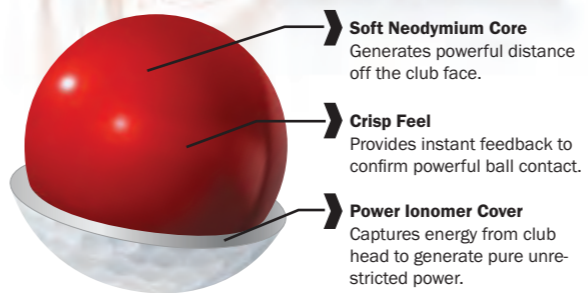 Soft Neodymium Core
Generates powerful distance
off the club face.
Crisp Feel
Provides instant feedback to
confirm powerful ball contact.
Power Ionomer Cover
Captures energy from club
head to generate pure unre-
stricted power.